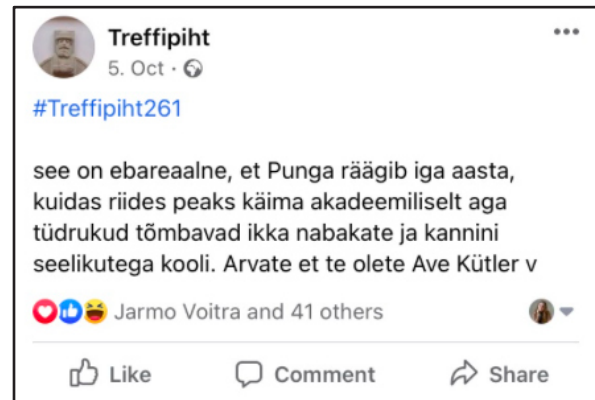 Treffipiht
5. Oct ·
#Treffipiht261
see on ebareaalne, et Punga räägib iga aasta,
kuidas riides peaks käima akadeemiliselt aga
tüdrukud tõmbavad ikka nabakate ja kannini
seelikutega kooli. Arvate et te olete Ave Kütler v
Jarmo Voitra and 41 others
Like Comment Share